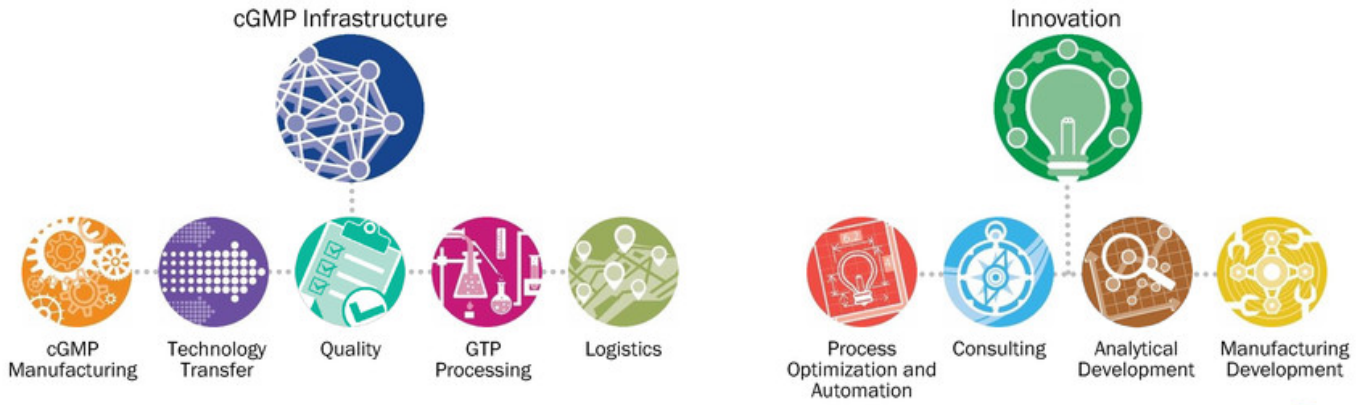 cGMP Infrastructure
Innovation
cGMP
Manufacturing
Technology
Transfer
Quality
GTP
Processing
Logistics
Process
Optimization and
Automation
Consulting
Analytical
Development
Manufacturing
Development